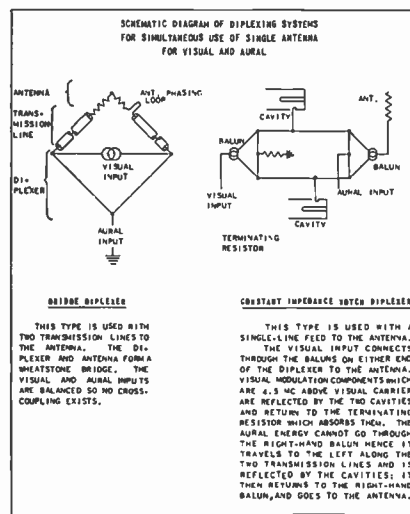 SCHEMATIC DIAGRAM OF DIPLEXING SYSTEMS
FOR SIMULTANEOUS USE OF SINGLE ANTENNA
FOR VISUAL AND AURAL
ANTENNA
ANT. PHASING
LOOP
TRANS-
MISSION
LINE
DI-
PLEXER
VISUAL
INPUT
AURAL
INPUT
CAVITY
ANT.
BALUN
BALUN
VISUAL
INPUT
AURAL INPUT
CAVITY
TERMINATING
RESISTOR
BRIDGE DIPLEXER
THIS TYPE IS USED WITH
TWO TRANSMISSION LINES TO
THE ANTENNA. THE DI-
PLEXER AND ANTENNA FORM A
WHEATSTONE BRIDGE. THE
VISUAL AND AURAL INPUTS
ARE BALANCED SO NO CROSS-
COUPLING EXISTS.
CONSTANT IMPEDANCE NOTCH DIPLEXER
THIS TYPE IS USED WITH A
SINGLE-LINE FEED TO THE ANTENNA.
THE VISUAL INPUT CONNECTS
THROUGH THE BALUNS ON EITHER END
OF THE DIPLEXER TO THE ANTENNA.
VISUAL MODULATION COMPONENTS WHICH
ARE 4.5 MC ABOVE VISUAL CARRIER
ARE REFLECTED BY THE TWO CAVITIES
AND RETURN TO THE TERMINATING
RESISTOR WHICH ABSORBS THEM. THE
AURAL ENERGY CANNOT GO THROUGH
THE RIGHT-HAND BALUN HENCE IT
TRAVELS TO THE LEFT ALONG THE
TWO TRANSMISSION LINES AND IS
REFLECTED BY THE CAVITIES; IT
THEN RETURNS TO THE RIGHT-HAND
BALUN, AND GOES TO THE ANTENNA.